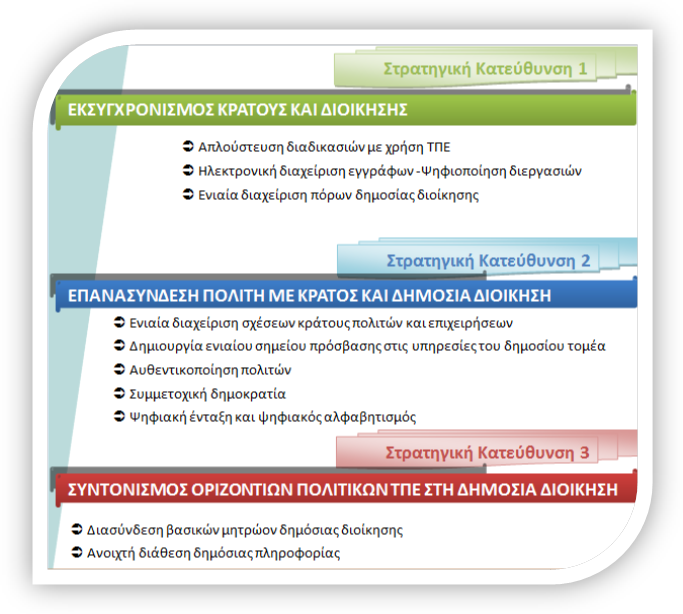 Στρατηγική Κατεύθυνση 1
ΕΚΣΥΓΧΡΟΝΙΣΜΟΣ ΚΡΑΤΟΥΣ ΚΑΙ ΔΙΟΙΚΗΣΗΣ
Απλούστευση διαδικασιών με χρήση ΤΠΕ
Ηλεκτρονική διαχείριση εγγράφων -Ψηφιοποίηση διεργασιών
Ενιαία διαχείριση πόρων δημοσίας διοίκησης
Στρατηγική Κατεύθυνση 2
ΕΠΑΝΑΣΥΝΔΕΣΗ ΠΟΛΙΤΗ ΜΕ ΚΡΑΤΟΣ ΚΑΙ ΔΗΜΟΣΙΑ ΔΙΟΙΚΗΣΗ
Ενιαία διαχείριση σχέσεων κράτους πολιτών και επιχειρήσεων
Δημιουργία ενιαίου σημείου πρόσβασης στις υπηρεσίες του δημοσίου τομέα
Αυθεντικοποίηση πολιτών
Συμμετοχική δημοκρατία
Ψηφιακή ένταξη και ψηφιακός αλφαβητισμός
Στρατηγική Κατεύθυνση 3
ΣΥΝΤΟΝΙΣΜΟΣ ΟΡΙΖΟΝΤΙΩΝ ΠΟΛΙΤΙΚΩΝ ΤΠΕ ΣΤΗ ΔΗΜΟΣΙΑ ΔΙΟΙΚΗΣΗ
Διασύνδεση βασικών μητρώον δημόσιας διοίκησης
Ανοιχτή διάθεση δημόσιας πληροφορίας